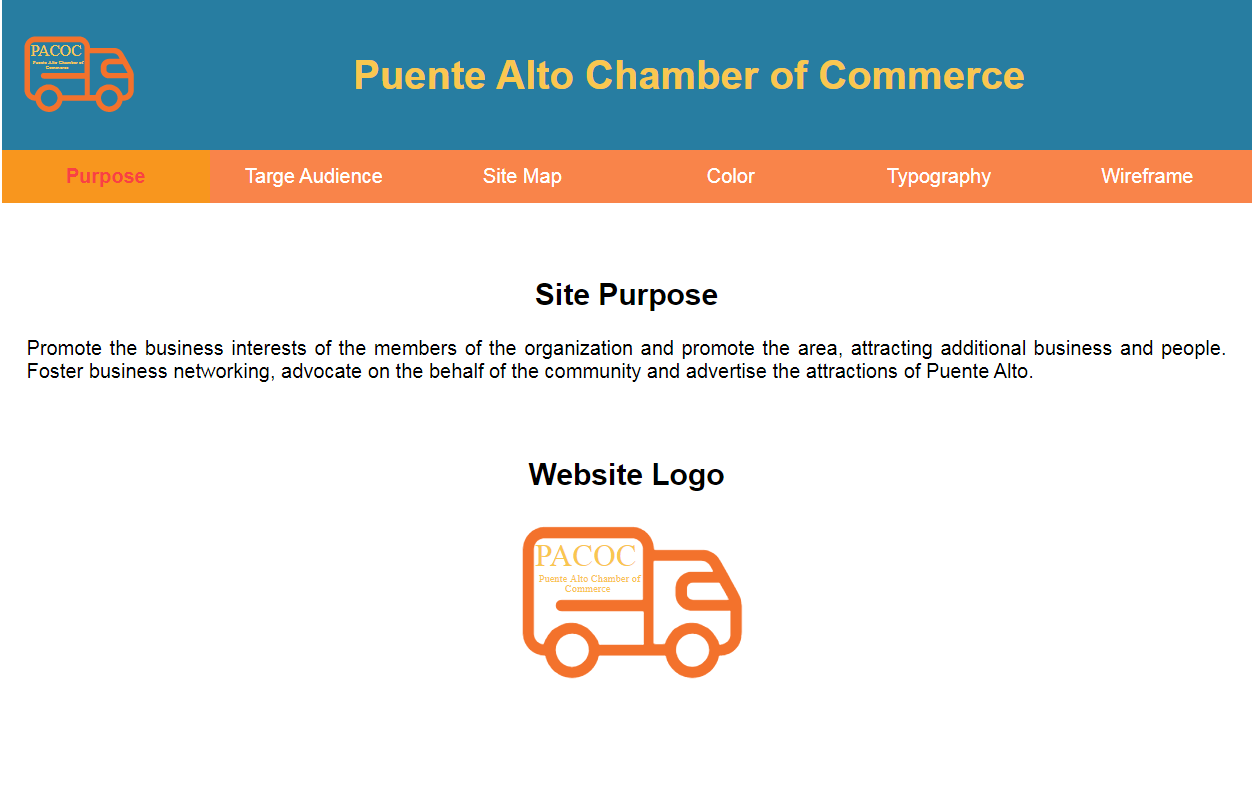 PACOC
Puente Alto Chamber of
Commerce
Puente Alto Chamber of Commerce
Purpose
Targe Audience
Site Map
Color
Typography
Wireframe
Site Purpose
Promote the business interests of the members of the organization and promote the area, attracting additional business and people.
Foster business networking, advocate on the behalf of the community and advertise the attractions of Puente Alto.
Website Logo
PACOC
Puente Alto Chamber of
Commerce